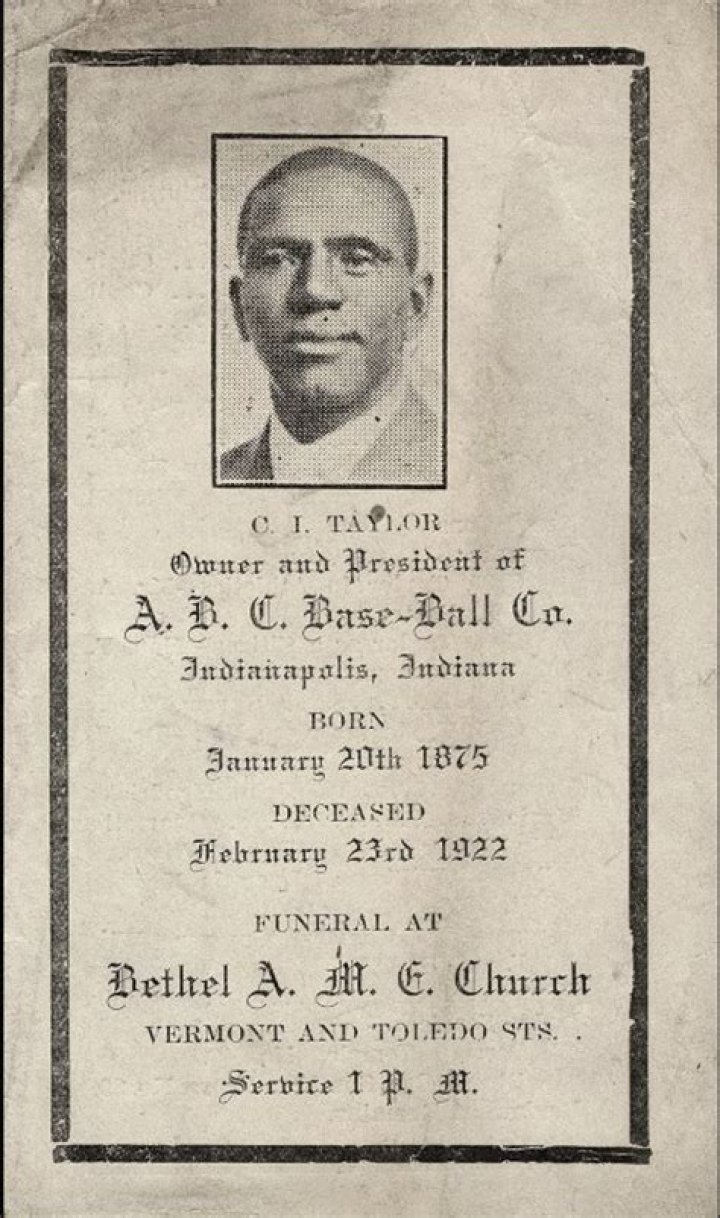 C. I. TAYLOR
Owner and President of
A. B. C. Base-Ball Co.
Indianapolis, Indiana
BORN
January 20th 1875
DECEASED
February 23rd 1922
FUNERAL AT
Bethel A. M. E. Church
VERMONT AND TOLEDO STS. .
Service 1 P. M.